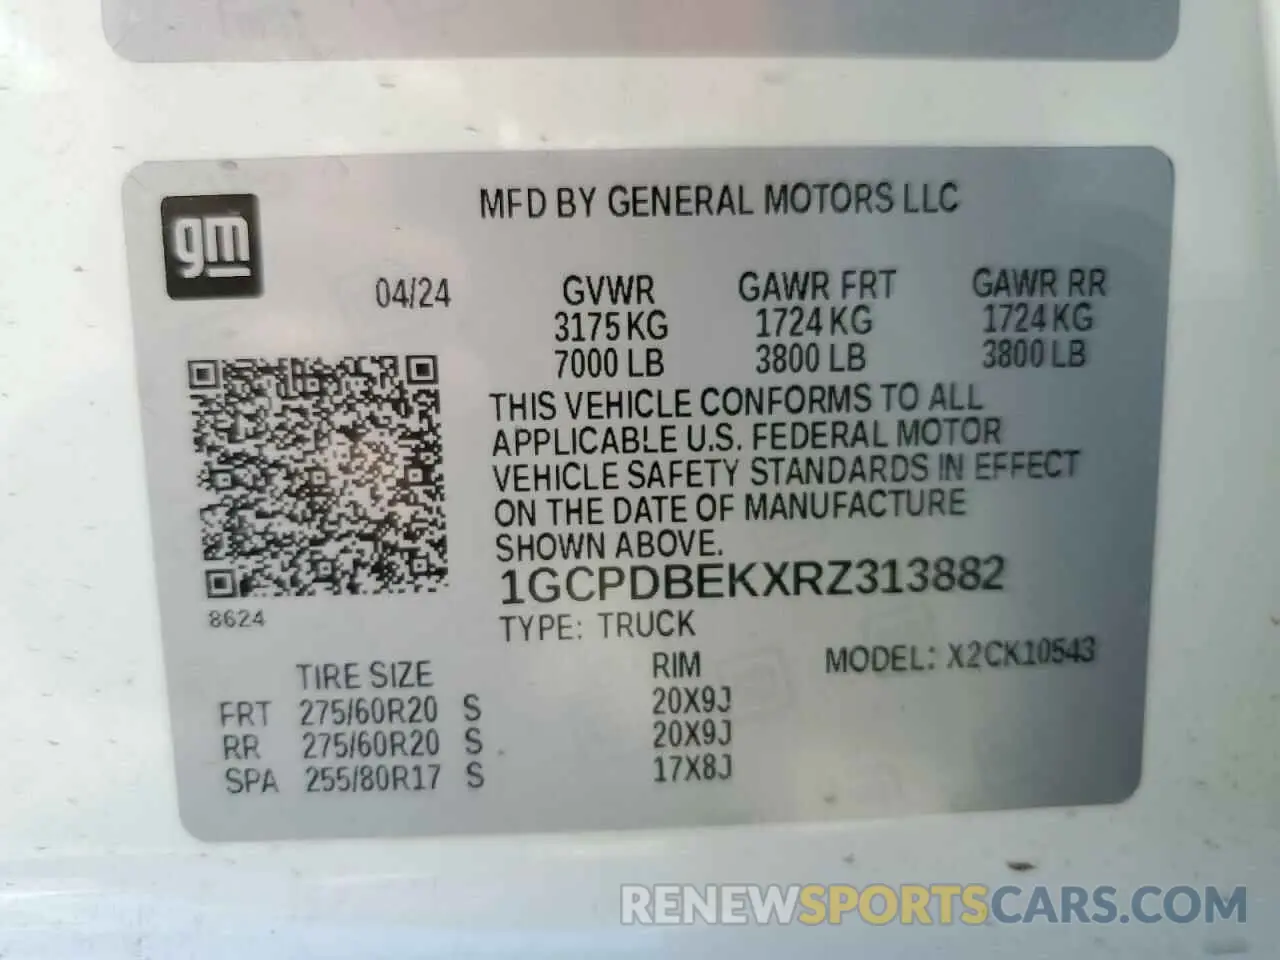 MFD BY GENERAL MOTORS LLC
gm
04/24 GVWR GAWR FRT GAWR RR
3175 KG 1724 KG 1724 KG
7000 LB 3800 LB 3800 LB
THIS VEHICLE CONFORMS TO ALL
APPLICABLE U.S. FEDERAL MOTOR
VEHICLE SAFETY STANDARDS IN EFFECT
ON THE DATE OF MANUFACTURE
SHOWN ABOVE.
1GCPDBEKXRZ313882
8624
TYPE: TRUCK
MODEL: X2CK10543
TIRE SIZE RIM
FRT 275/60R20 S 20X9J
RR 275/60R20 S 20X9J
SPA 255/80R17 S 17X8J
RENEWSPORTSCARS.COM